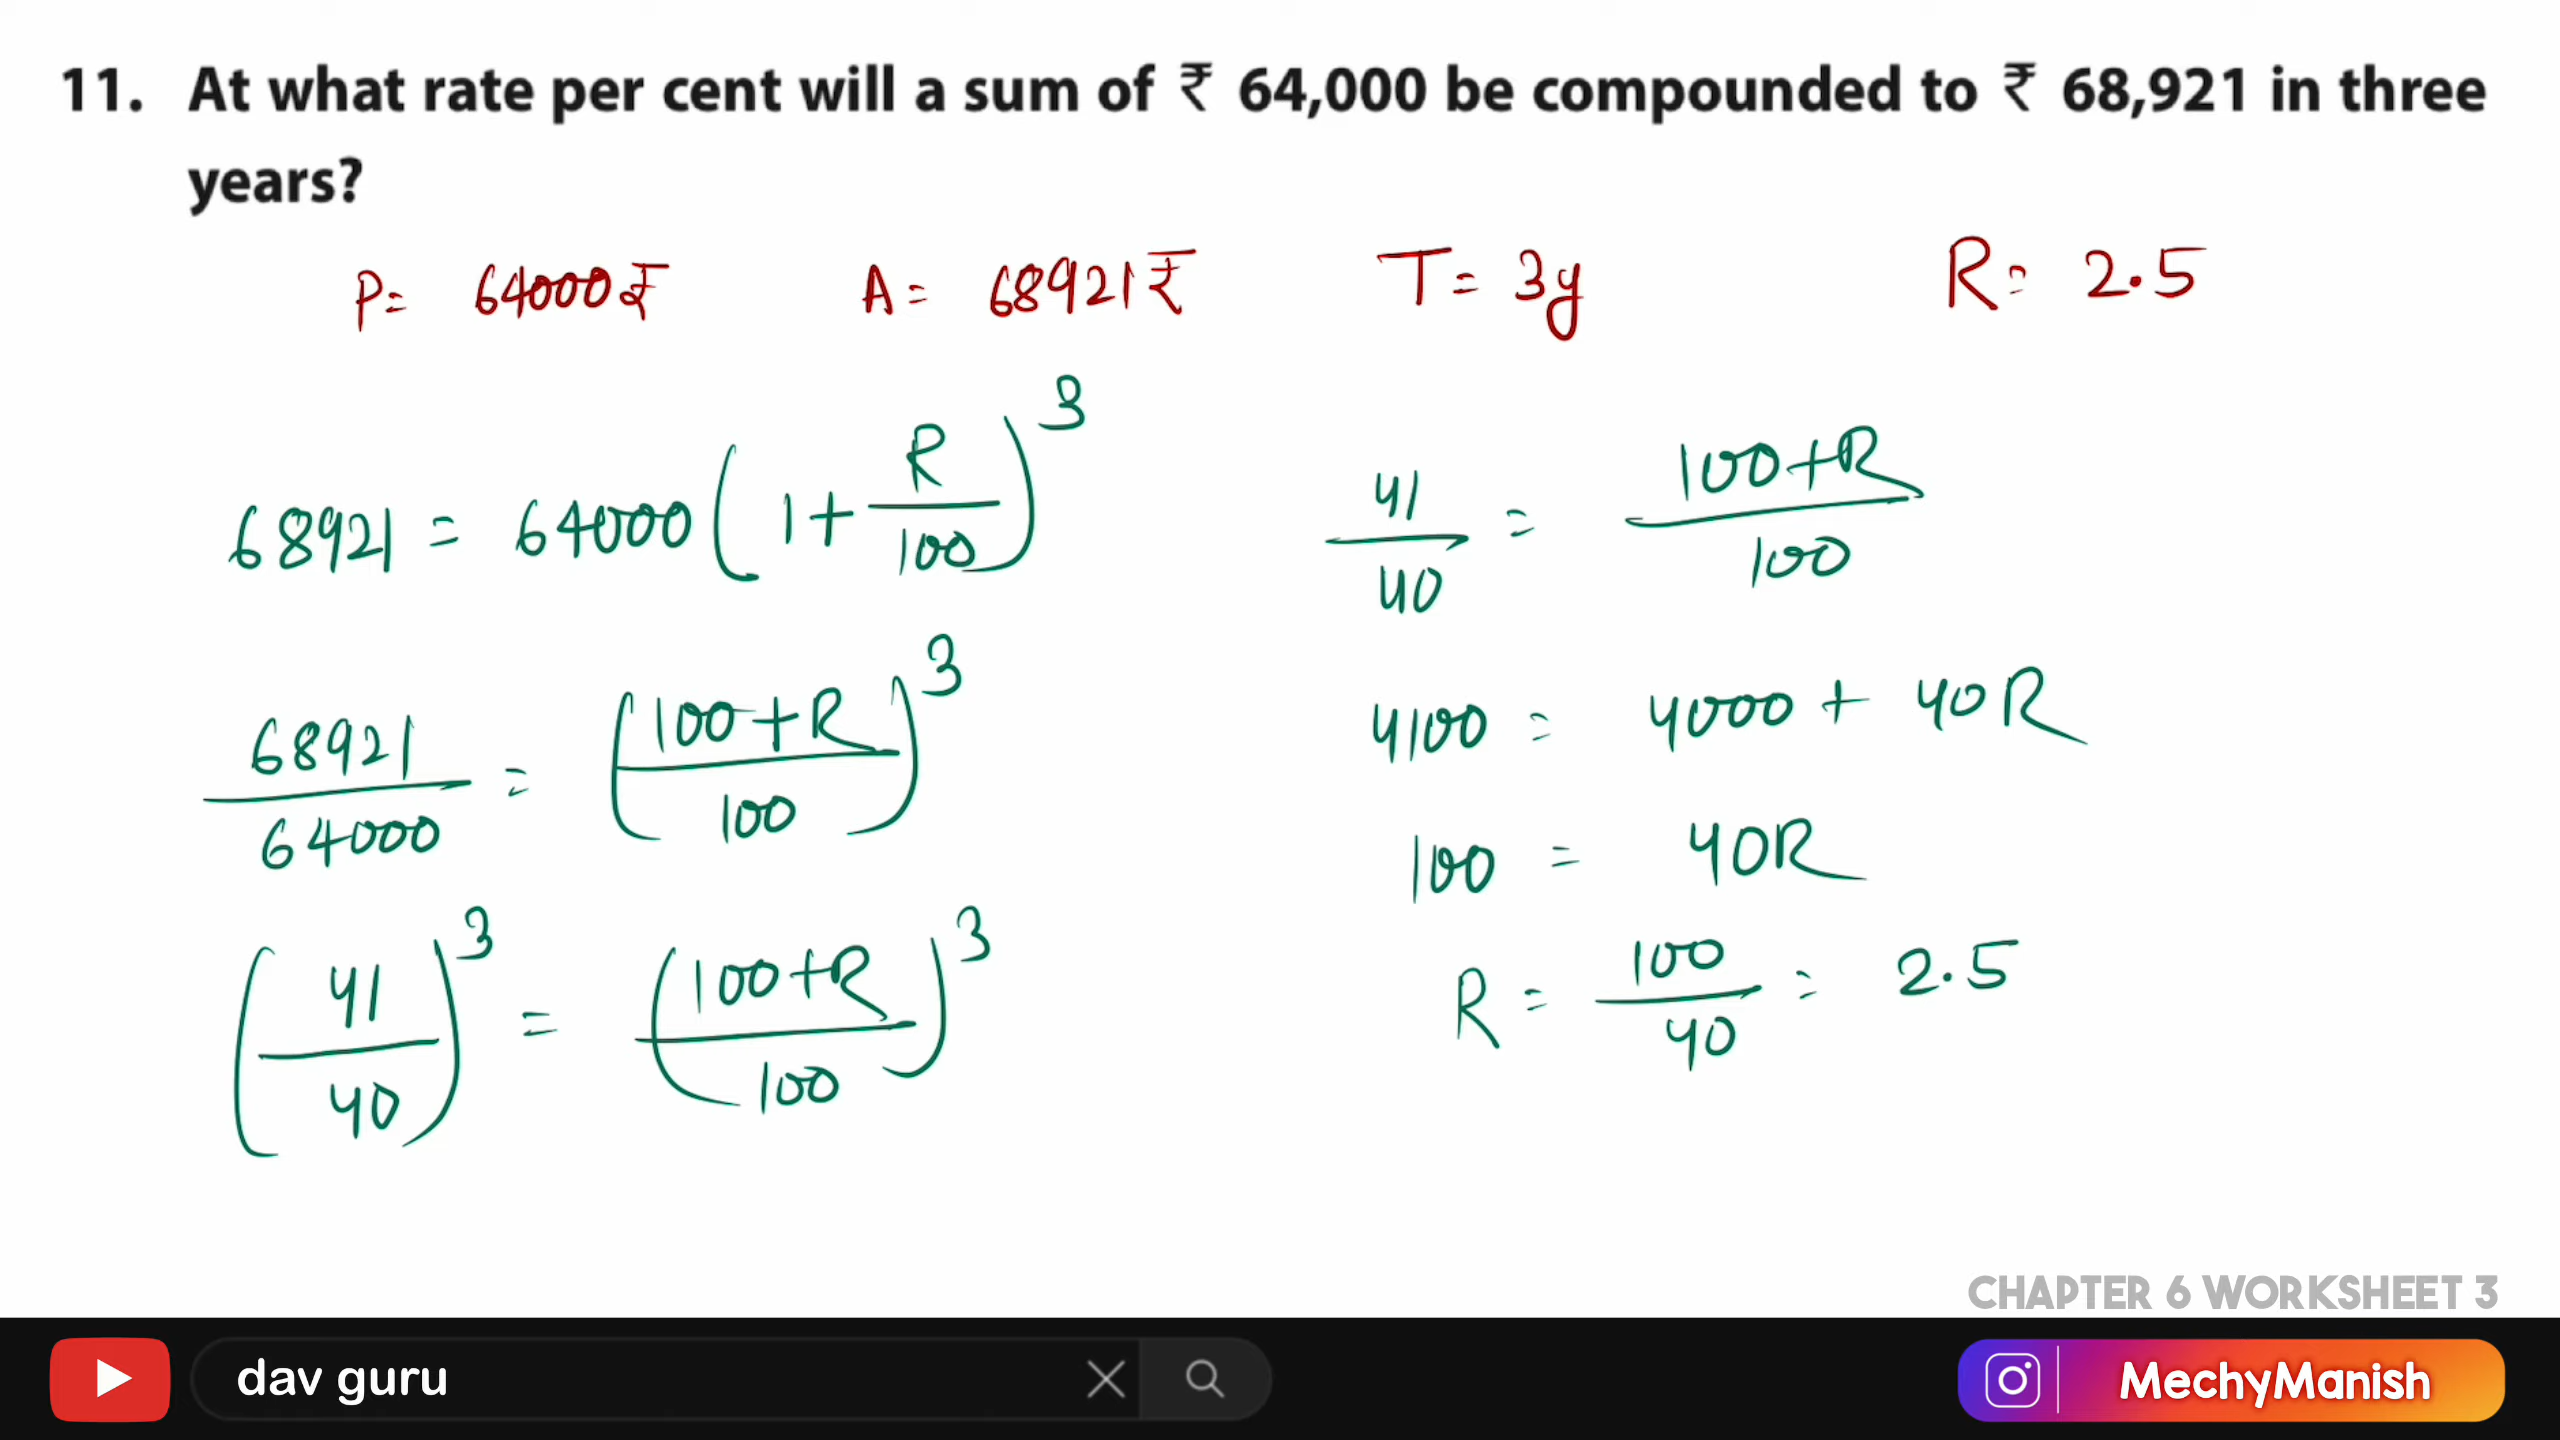 11. At what rate per cent will a sum of ₹ 64,000 be compounded to ₹ 68,921 in three
years?
P= 64000₹ A= 68921₹ T= 3y R= 2.5
68921 = 64000(1+R/100)^3
68921/64000 = (100+R/100)^3
(41/40)^3 = (100+R/100)^3
41/40 = 100+R/100
4100 = 4000 + 40R
100 = 40R
R = 100/40 = 2.5
CHAPTER 6 WORKSHEET 3
dav guru
MechyManish